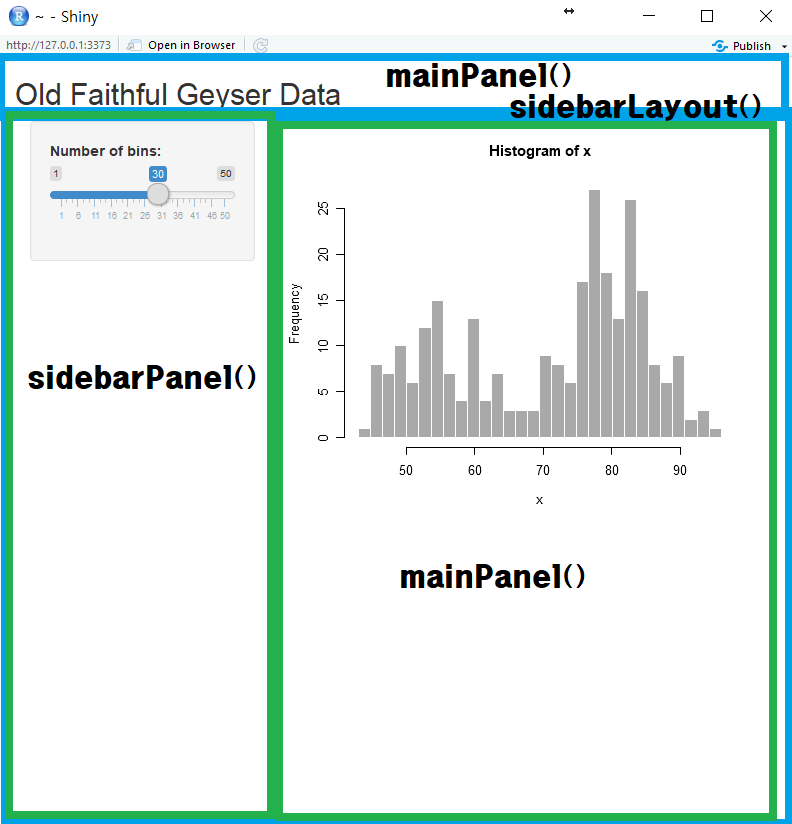 ~ - Shiny
http://127.0.0.1:3373 Open in Browser Publish
mainPanel()
Old Faithful Geyser Data
sidebarLayout()
Number of bins:
1 30 50
1 6 11 16 21 26 31 36 41 46 50
sidebarPanel()
Histogram of x
Frequency
25
20
15
10
5
0
50 60 70 80 90
x
mainPanel()